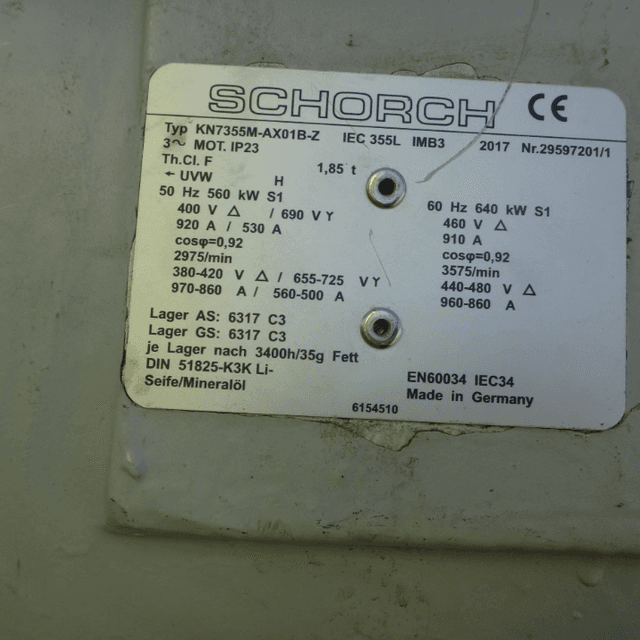 SCHORCH CE
Typ KN7355M-AX01B-Z IEC 355L IMB3 2017 Nr.29597201/1
3~ MOT. IP23
Th.Cl. F 1,85 t
← UVW H
50 Hz 560 kW S1 60 Hz 640 kW S1
400 V Δ / 690 V Y 460 V Δ
920 A / 530 A 910 A
cosφ=0,92 cosφ=0,92
2975/min 3575/min
380-420 V Δ / 655-725 V Y 440-480 V Δ
970-860 A / 560-500 A 960-860 A
Lager AS: 6317 C3
Lager GS: 6317 C3
je Lager nach 3400h/35g Fett
DIN 51825-K3K Li- EN60034 IEC34
Seife/Mineralöl Made in Germany
6154510